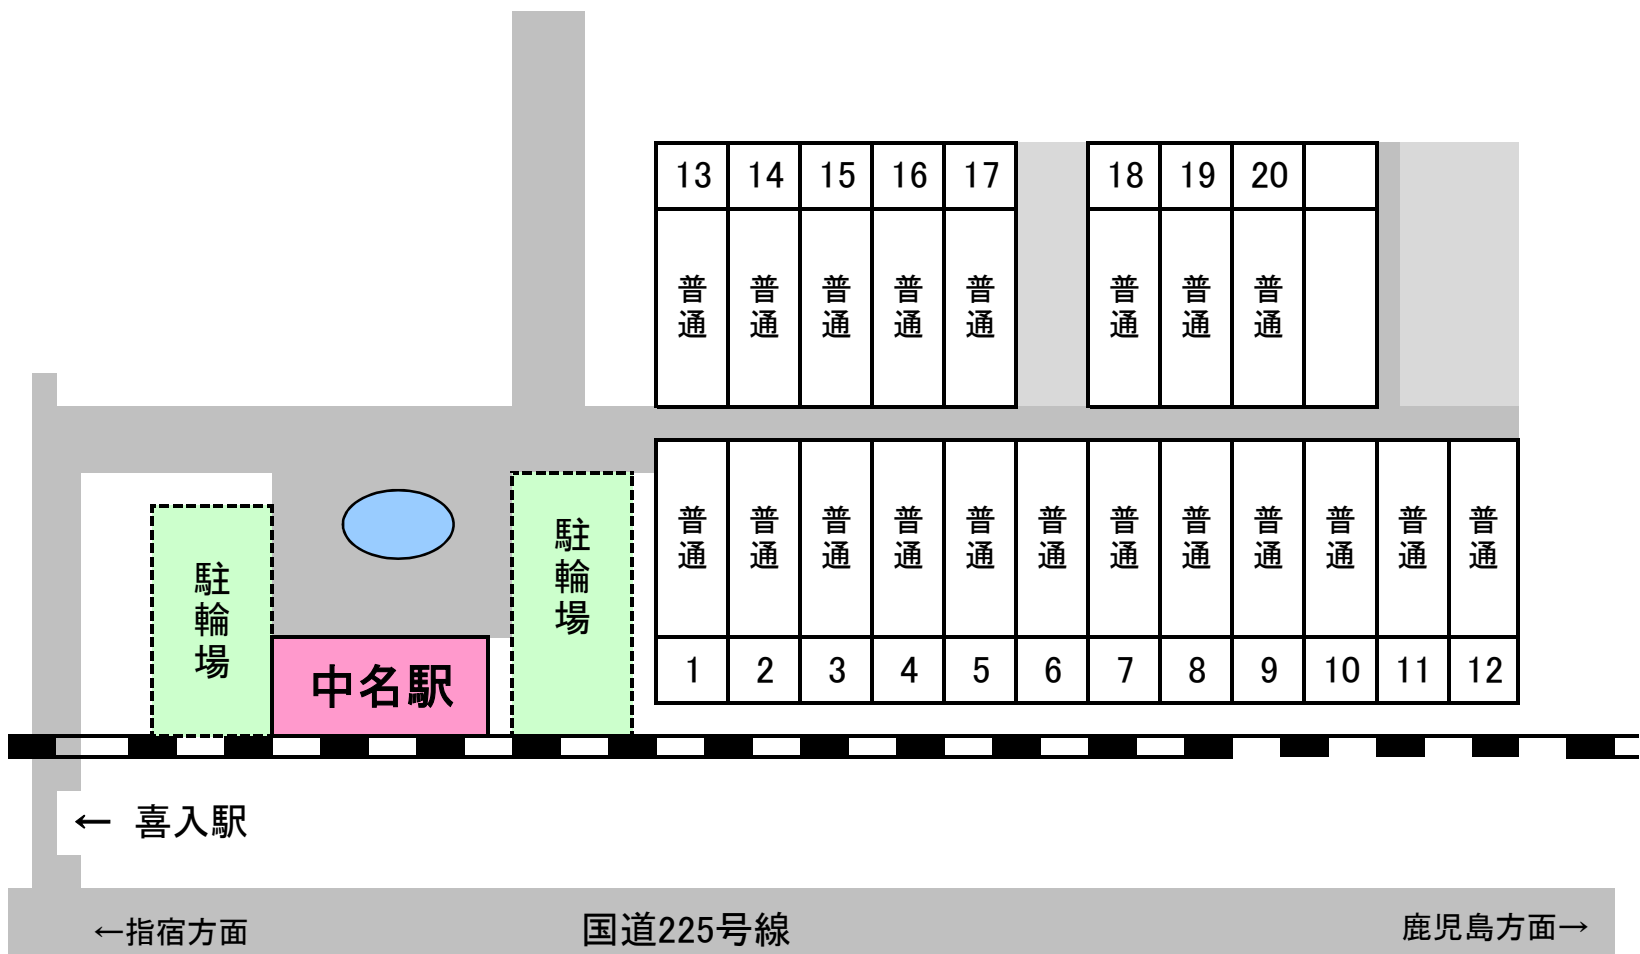 13 14 15 16 17 18 19 20
普通 普通 普通 普通 普通 普通 普通 普通
普通 普通 普通 普通 普通 普通 普通 普通 普通 普通 普通 普通
駐輪場
駐輪場
中名駅
1 2 3 4 5 6 7 8 9 10 11 12
← 喜入駅
←指宿方面
国道225号線
鹿児島方面→